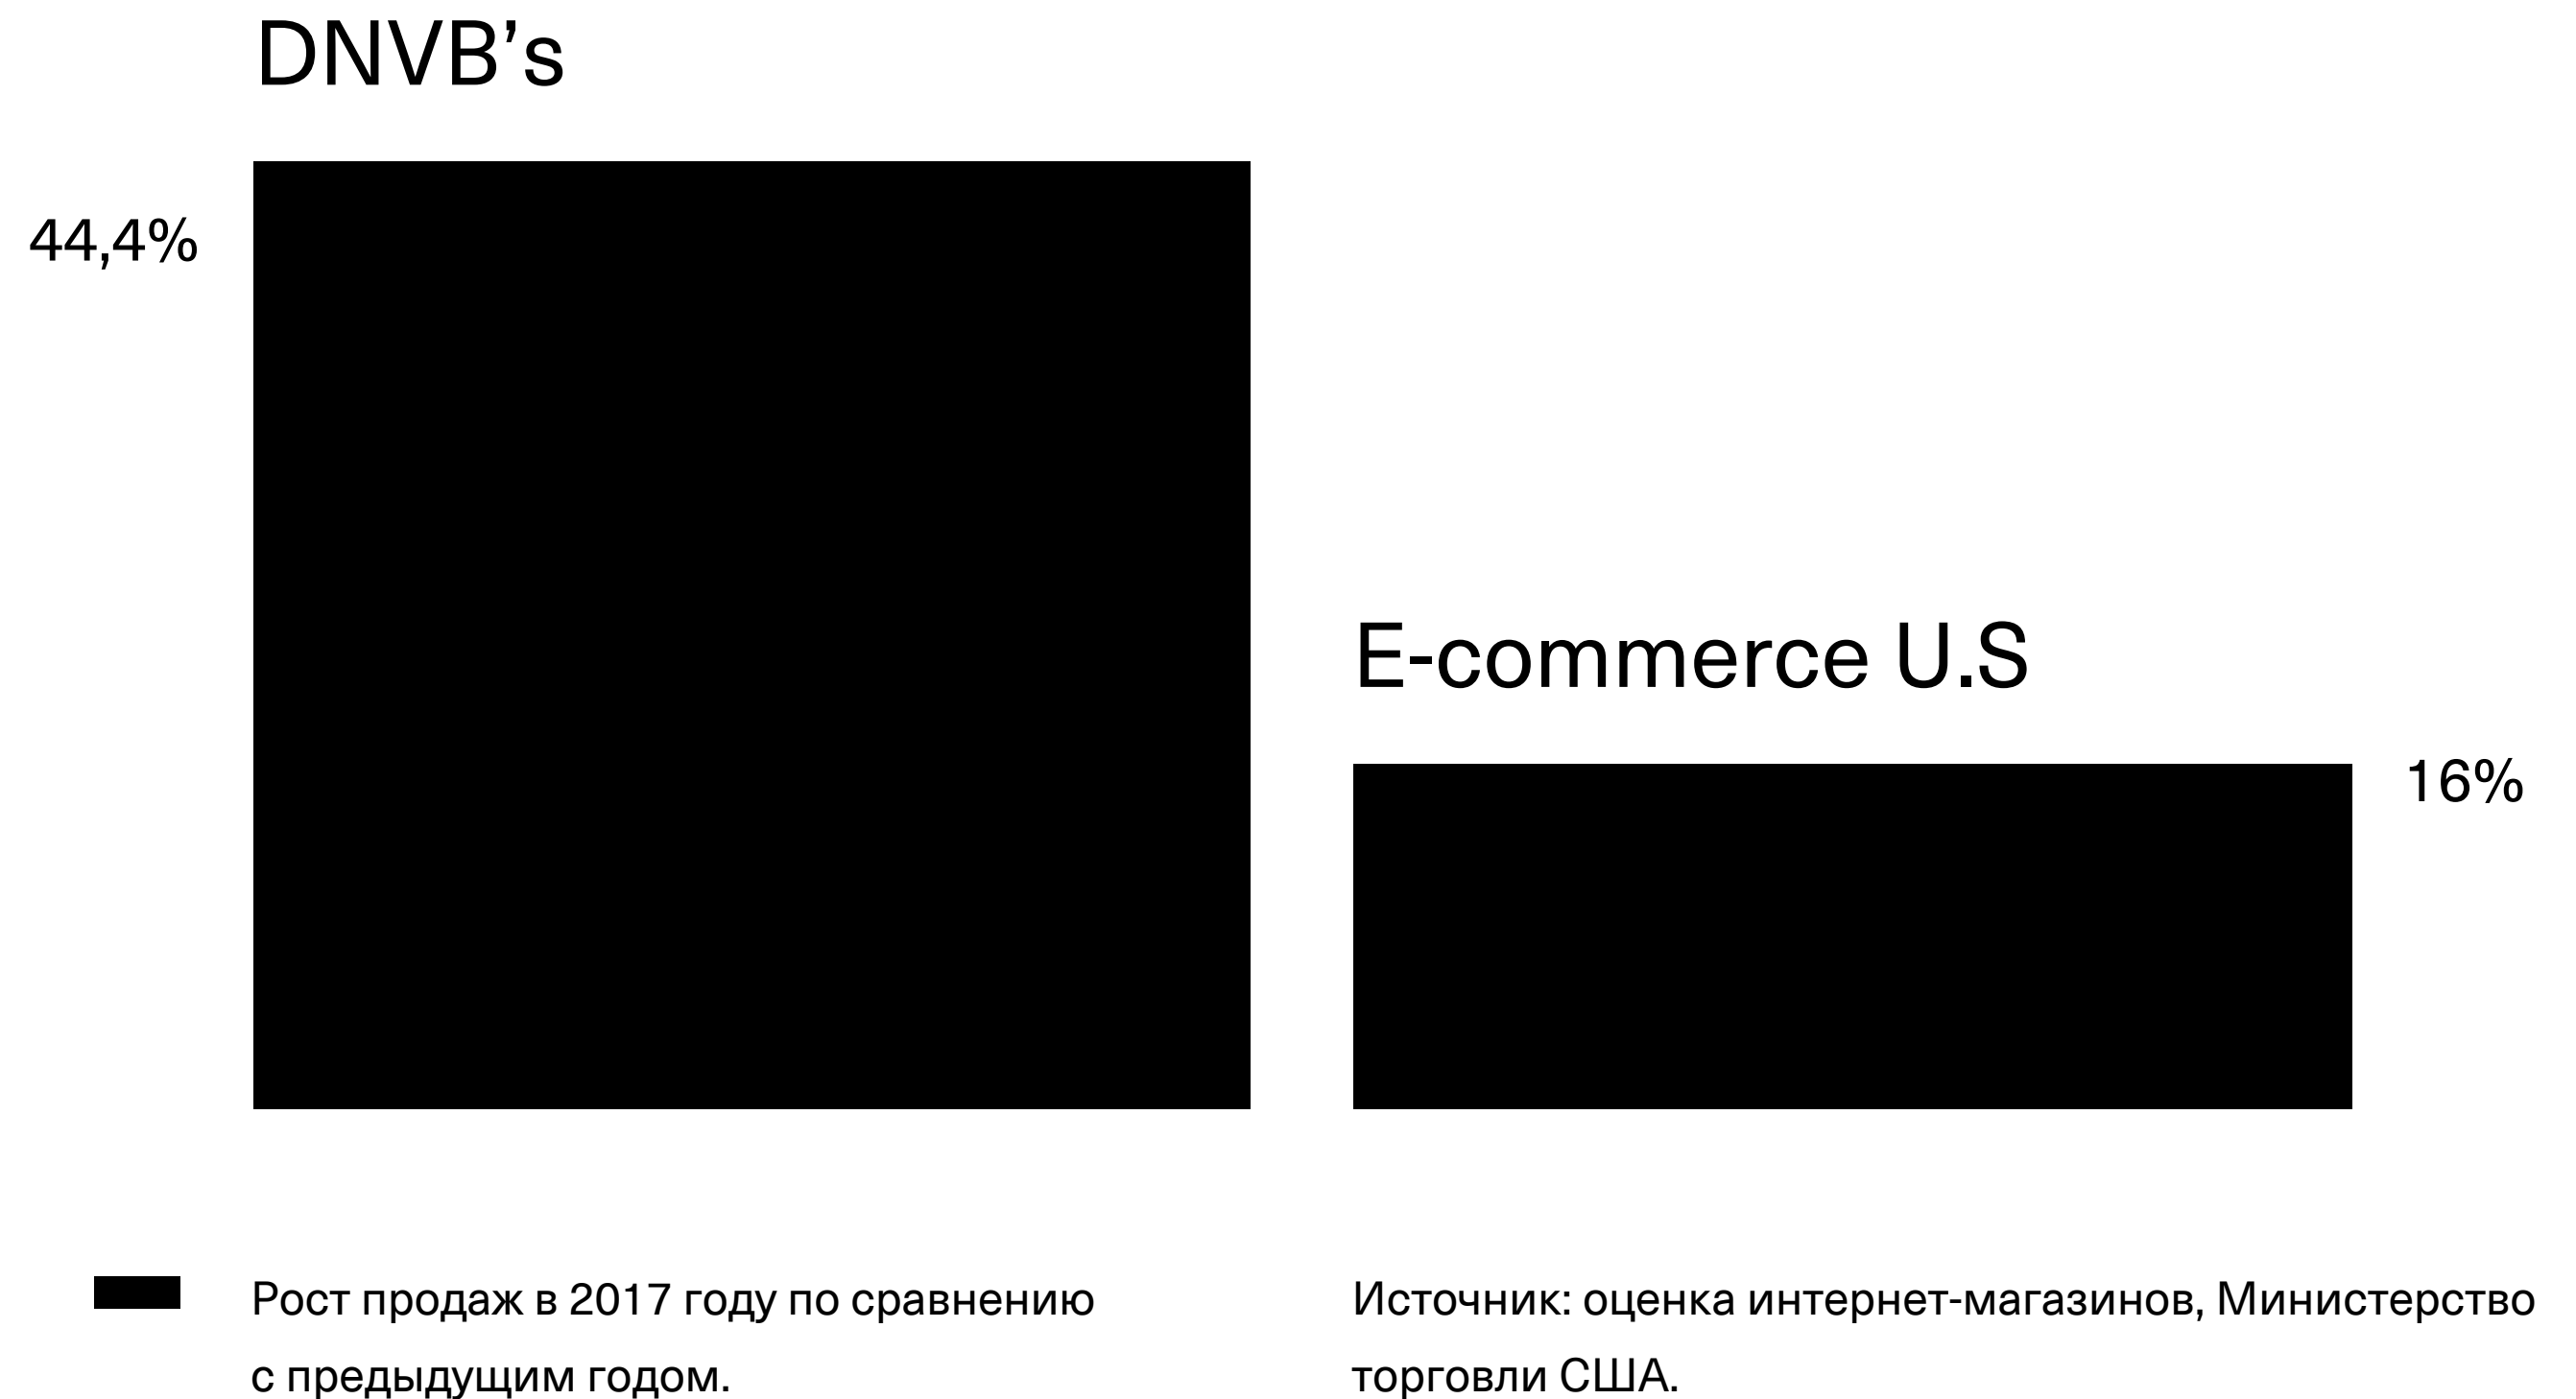 DNVB’s
44,4%
E-commerce U.S
16%
Рост продаж в 2017 году по сравнению
с предыдущим годом.
Источник: оценка интернет-магазинов, Министерство
торговли США.